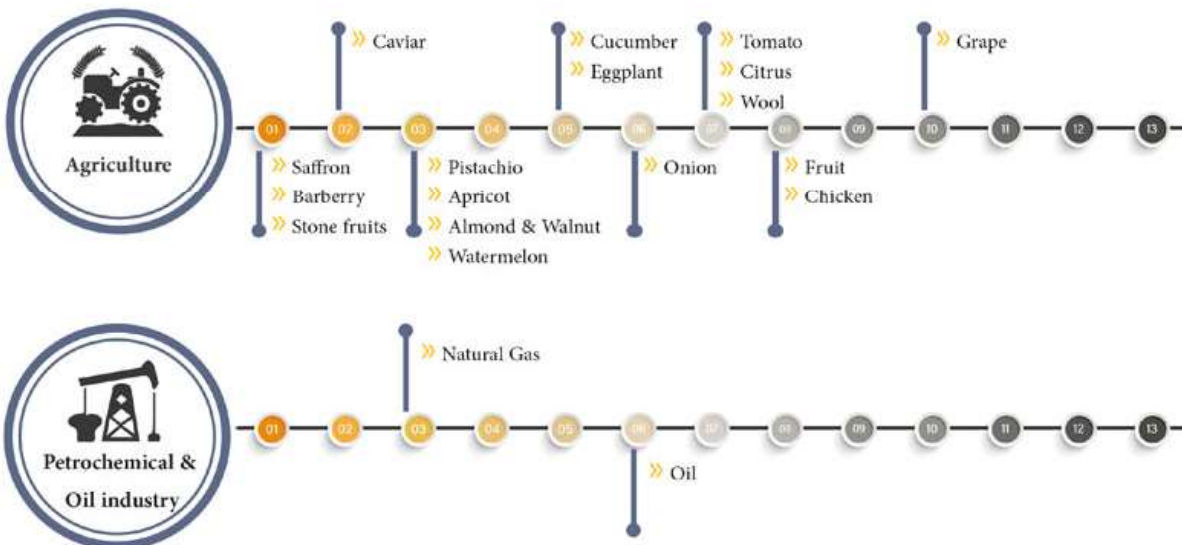 Caviar
Cucumber
Eggplant
Tomato
Citrus
Wool
Grape
Agriculture
01 02 03 04 05 06 07 08 09 10 11 12 13
Saffron
Barberry
Stone fruits
Pistachio
Apricot
Almond & Walnut
Watermelon
Onion
Fruit
Chicken
Natural Gas
Petrochemical &
Oil industry
01 02 03 04 05 06 07 08 09 10 11 12 13
Oil